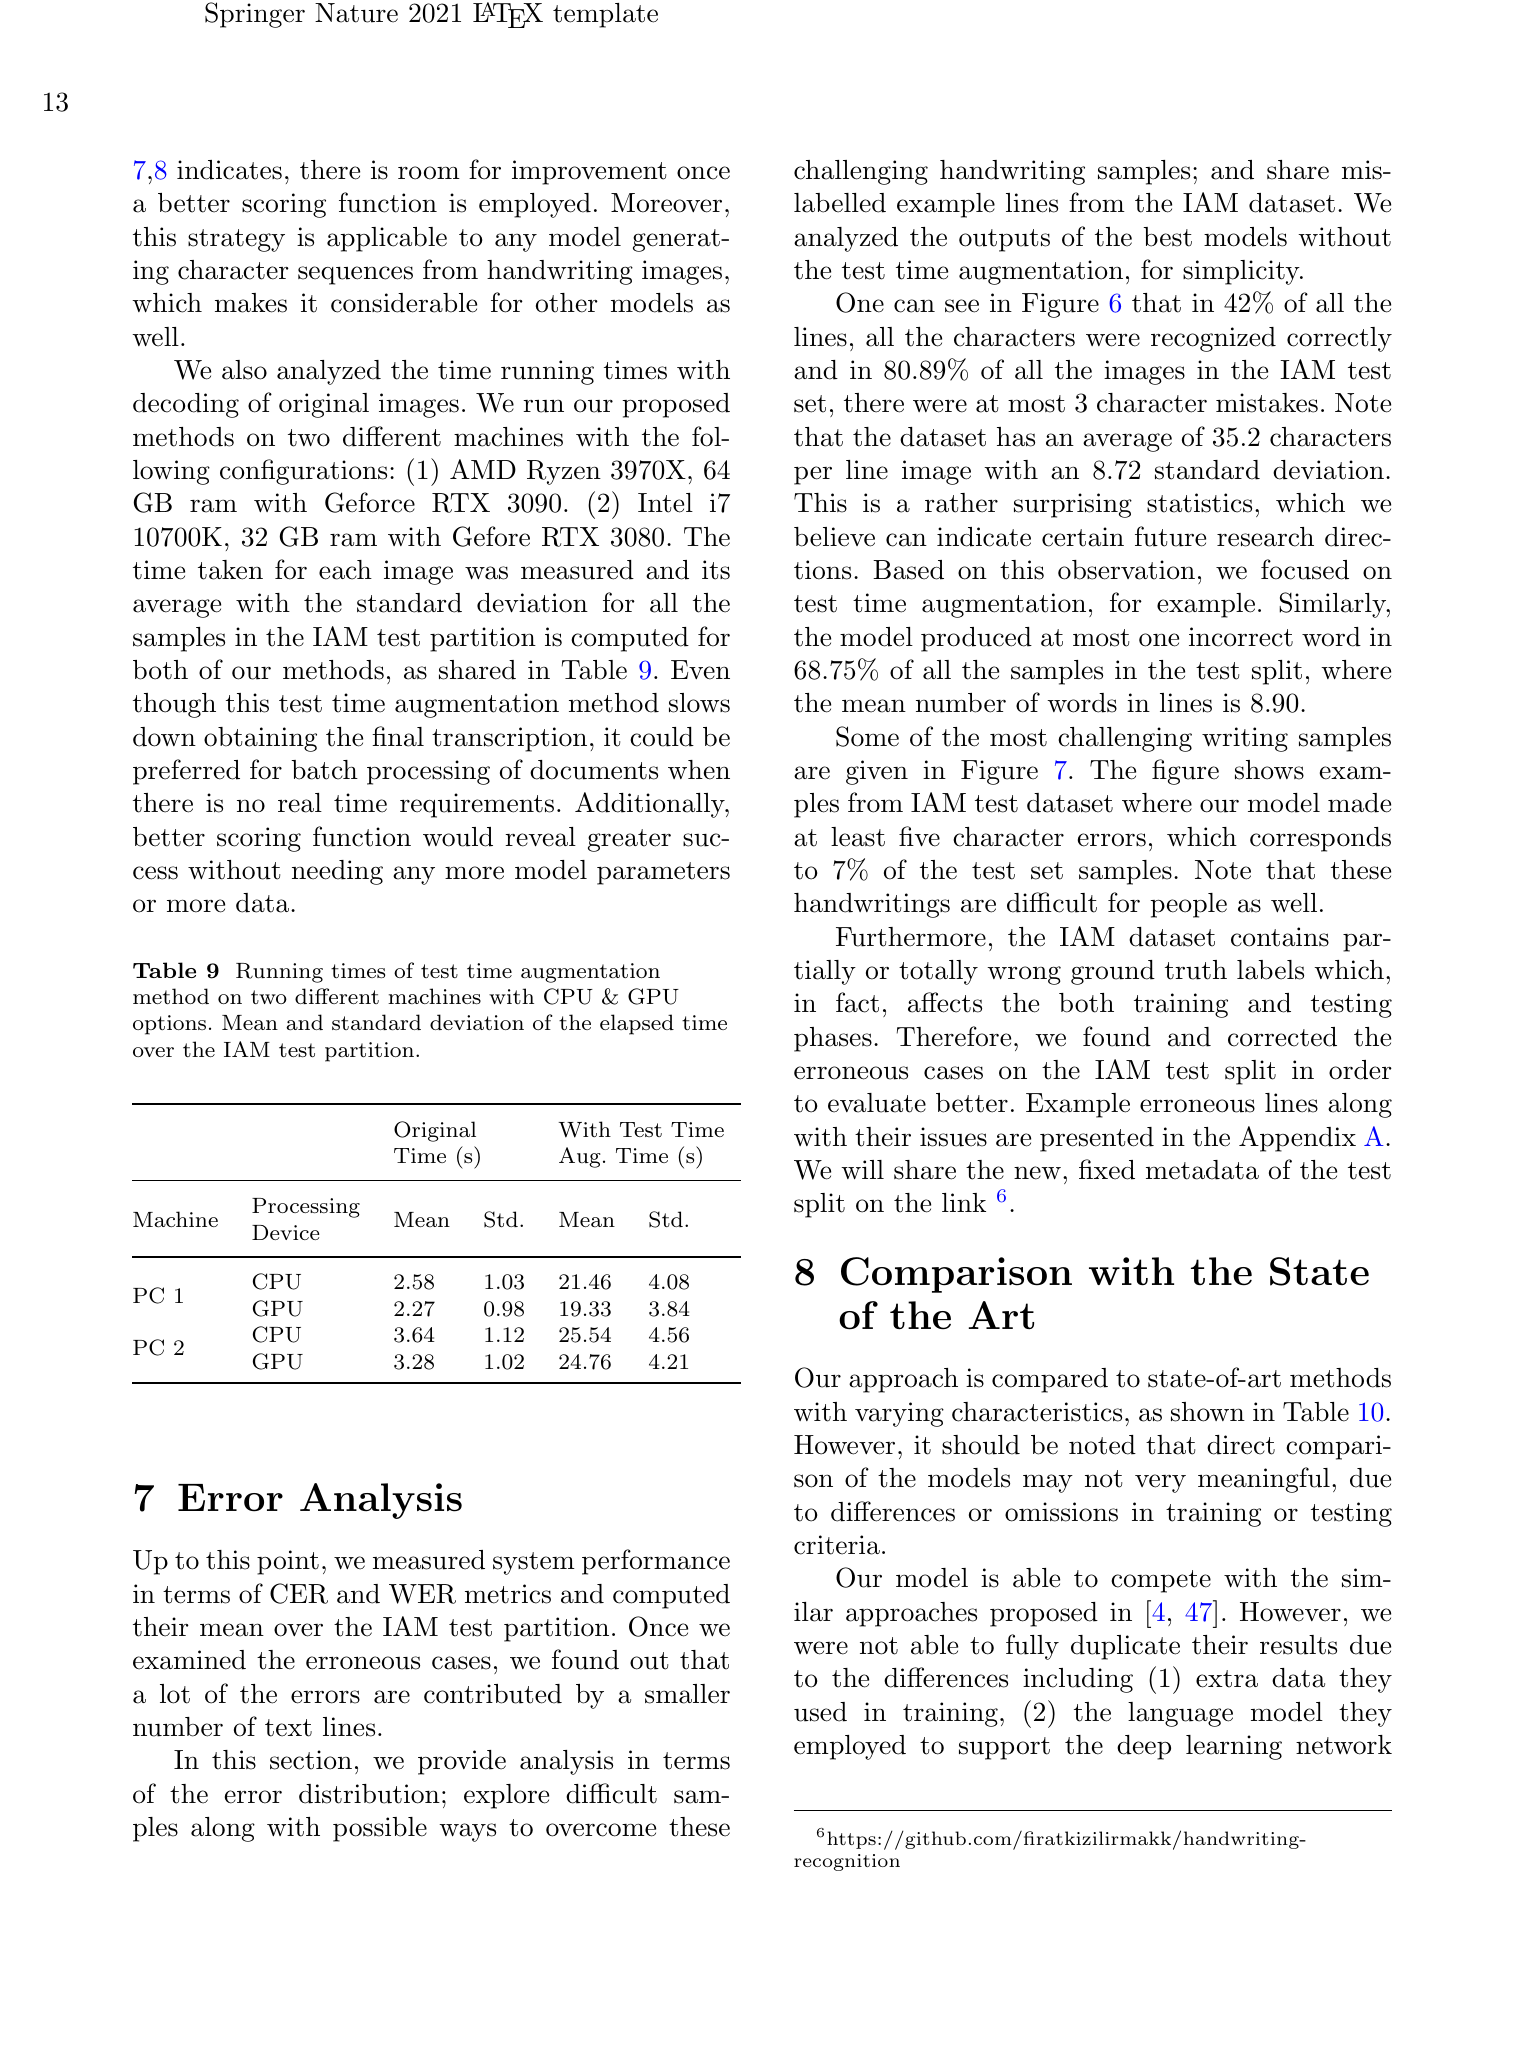 Springer Nature 2021 LATEX template
13
7,8 indicates, there is room for improvement once
a better scoring function is employed. Moreover,
this strategy is applicable to any model generat-
ing character sequences from handwriting images,
which makes it considerable for other models as
well.
We also analyzed the time running times with
decoding of original images. We run our proposed
methods on two different machines with the fol-
lowing configurations: (1) AMD Ryzen 3970X, 64
GB ram with Geforce RTX 3090. (2) Intel i7
10700K, 32 GB ram with Gefore RTX 3080. The
time taken for each image was measured and its
average with the standard deviation for all the
samples in the IAM test partition is computed for
both of our methods, as shared in Table 9. Even
though this test time augmentation method slows
down obtaining the final transcription, it could be
preferred for batch processing of documents when
there is no real time requirements. Additionally,
better scoring function would reveal greater suc-
cess without needing any more model parameters
or more data.
Table 9 Running times of test time augmentation
method on two different machines with CPU & GPU
options. Mean and standard deviation of the elapsed time
over the IAM test partition.
Original With Test Time
Time (s) Aug. Time (s)
Machine Processing Device Mean Std. Mean Std.
PC 1 CPU 2.58 1.03 21.46 4.08
GPU 2.27 0.98 19.33 3.84
PC 2 CPU 3.64 1.12 25.54 4.56
GPU 3.28 1.02 24.76 4.21
7 Error Analysis
Up to this point, we measured system performance
in terms of CER and WER metrics and computed
their mean over the IAM test partition. Once we
examined the erroneous cases, we found out that
a lot of the errors are contributed by a smaller
number of text lines.
In this section, we provide analysis in terms
of the error distribution; explore difficult sam-
ples along with possible ways to overcome these
challenging handwriting samples; and share mis-
labelled example lines from the IAM dataset. We
analyzed the outputs of the best models without
the test time augmentation, for simplicity.
One can see in Figure 6 that in 42% of all the
lines, all the characters were recognized correctly
and in 80.89% of all the images in the IAM test
set, there were at most 3 character mistakes. Note
that the dataset has an average of 35.2 characters
per line image with an 8.72 standard deviation.
This is a rather surprising statistics, which we
believe can indicate certain future research direc-
tions. Based on this observation, we focused on
test time augmentation, for example. Similarly,
the model produced at most one incorrect word in
68.75% of all the samples in the test split, where
the mean number of words in lines is 8.90.
Some of the most challenging writing samples
are given in Figure 7. The figure shows exam-
ples from IAM test dataset where our model made
at least five character errors, which corresponds
to 7% of the test set samples. Note that these
handwritings are difficult for people as well.
Furthermore, the IAM dataset contains par-
tially or totally wrong ground truth labels which,
in fact, affects the both training and testing
phases. Therefore, we found and corrected the
erroneous cases on the IAM test split in order
to evaluate better. Example erroneous lines along
with their issues are presented in the Appendix A.
We will share the new, fixed metadata of the test
split on the link 6.
8 Comparison with the State
of the Art
Our approach is compared to state-of-art methods
with varying characteristics, as shown in Table 10.
However, it should be noted that direct compari-
son of the models may not very meaningful, due
to differences or omissions in training or testing
criteria.
Our model is able to compete with the sim-
ilar approaches proposed in [4, 47]. However, we
were not able to fully duplicate their results due
to the differences including (1) extra data they
used in training, (2) the language model they
employed to support the deep learning network
6https://github.com/firatkizilirmakk/handwriting-
recognition